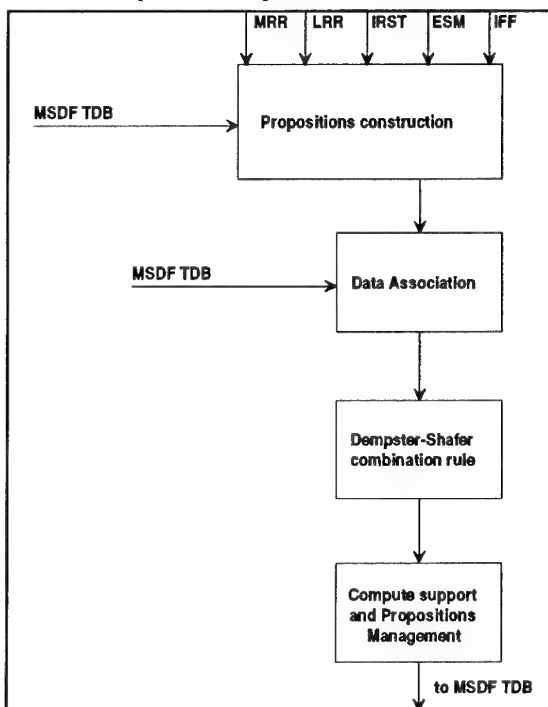 MRR LRR IRST ESM IFF
MSDF TDB
Propositions construction
MSDF TDB
Data Association
Dempster-Shafer
combination rule
Compute support
and Propositions
Management
to MSDF TDB